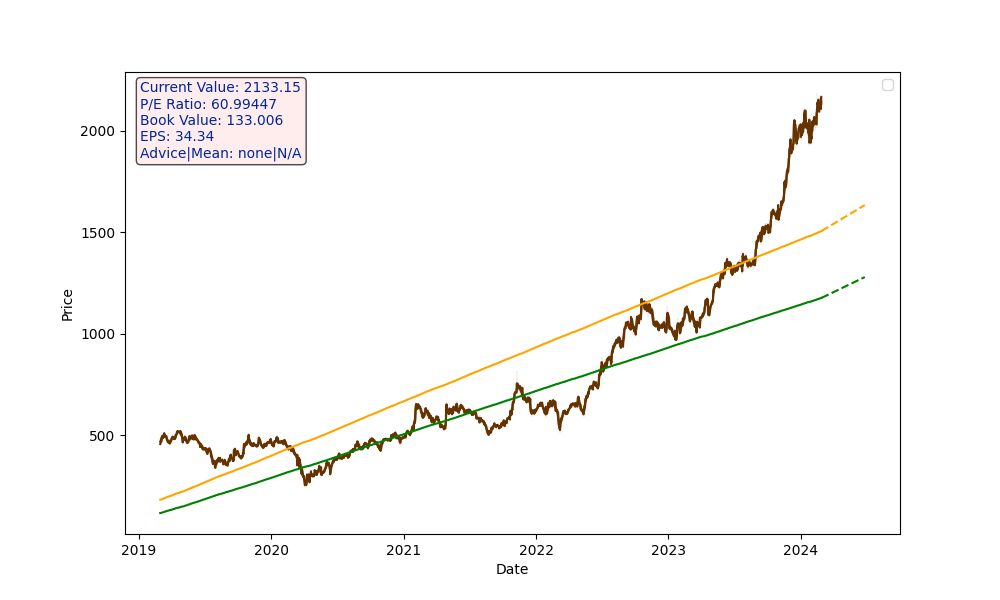 Current Value: 2133.15
P/E Ratio: 60.99447
Book Value: 133.006
EPS: 34.34
Advice|Mean: none|N/A
2000
1500
1000
500
Price
2019 2020 2021 2022 2023 2024
Date